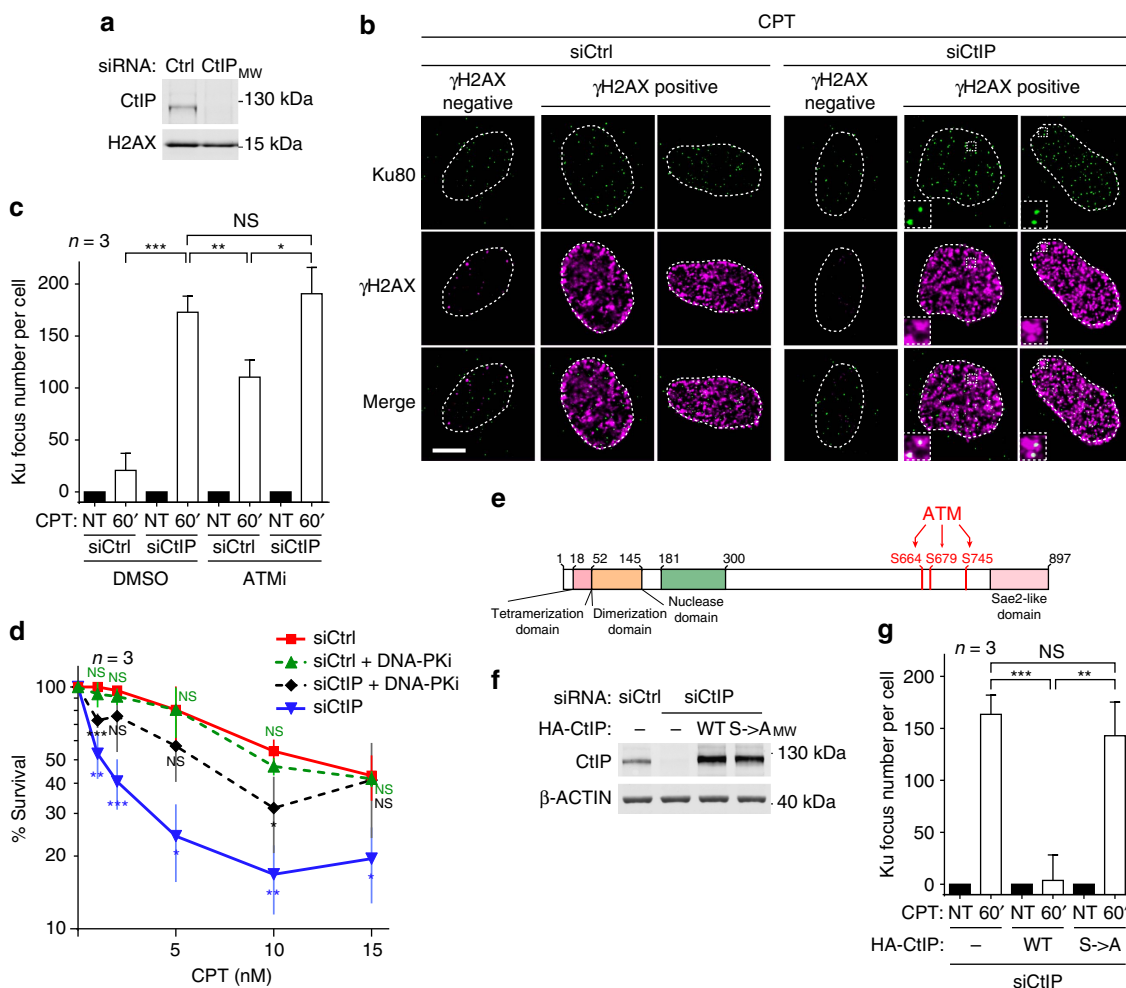 a
siRNA: Ctrl CtIP MW
CtIP
-130 kDa
H2AX
-15 kDa
b
CPT
siCtrl
siCtIP
γH2AX negative
γH2AX positive
γH2AX negative
γH2AX positive
Ku80
γH2AX
Merge
c
n = 3
NS
*** ** *
Ku focus number per cell
200
150
100
50
0
CPT: NT 60′ NT 60′ NT 60′ NT 60′
siCtrl siCtIP siCtrl siCtIP
DMSO ATMi
d
n = 3
siCtrl
siCtrl + DNA-PKi
siCtIP + DNA-PKi
siCtIP
% Survival
100
50
40
30
20
10
5 10 15
CPT (nM)
NS NS NS NS NS
*** NS NS * NS
** *** * ** *
e
ATM
1 18 52 145 181 300 S664 S679 S745 897
Tetramerization domain
Dimerization domain
Nuclease domain
Sae2-like domain
f
siRNA: siCtrl siCtIP
HA-CtIP: – – WT S->A MW
CtIP
-130 kDa
β-ACTIN
-40 kDa
g
n = 3
NS
*** **
Ku focus number per cell
200
150
100
50
0
CPT: NT 60′ NT 60′ NT 60′
HA-CtIP: – WT S->A
siCtIP